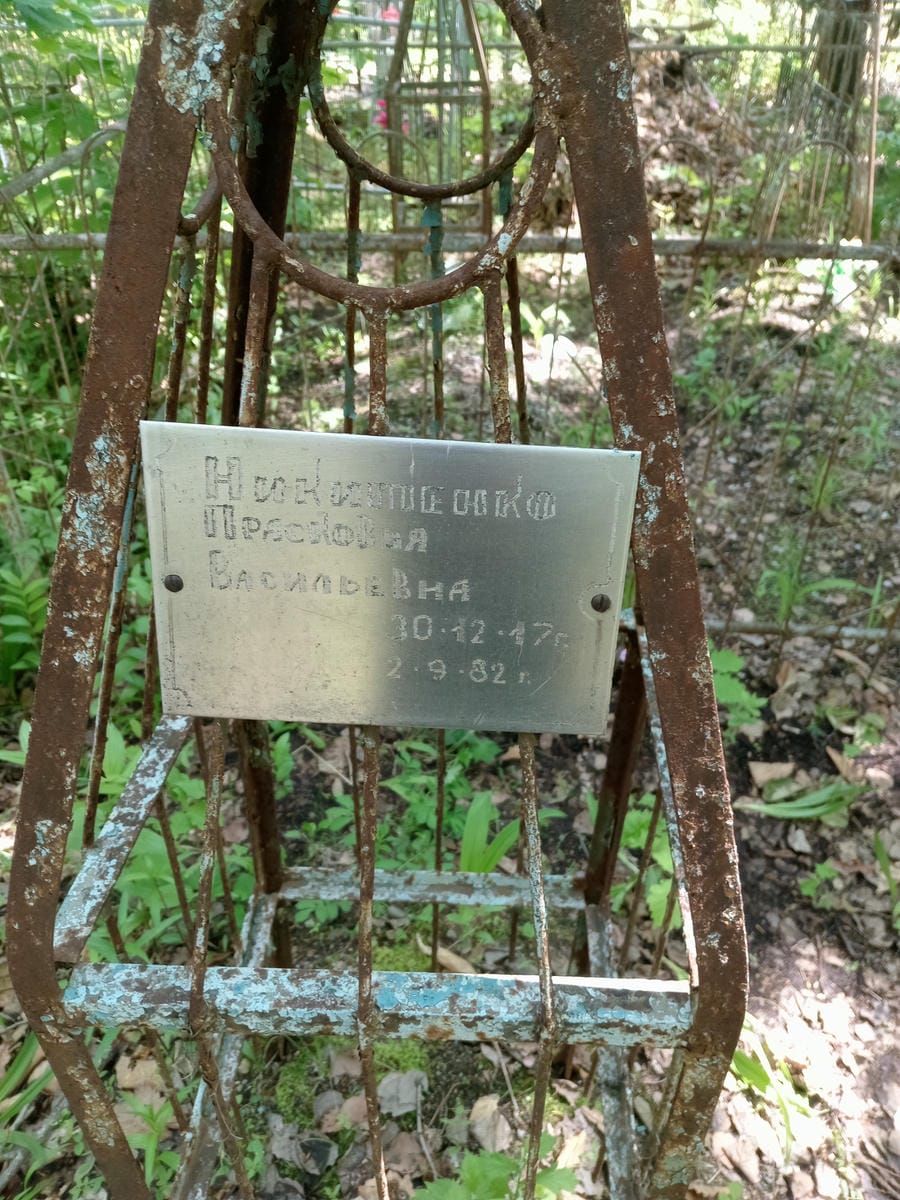 Никитенко
Прасковья
Васильевна
30.12.17г.
2.9.82г.